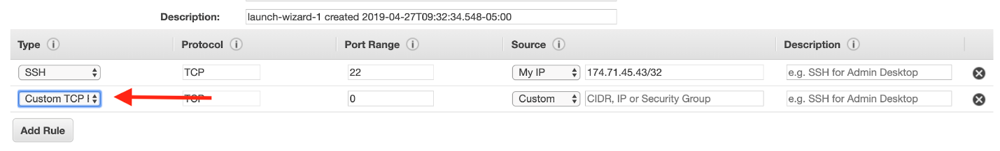 Description: launch-wizard-1 created 2019-04-27T09:32:34.548-05:00
Type i Protocol i Port Range i Source i Description i
SSH TCP 22 My IP 174.71.45.43/32 e.g. SSH for Admin Desktop
Custom TCP TCP 0 Custom CIDR, IP or Security Group e.g. SSH for Admin Desktop
Add Rule